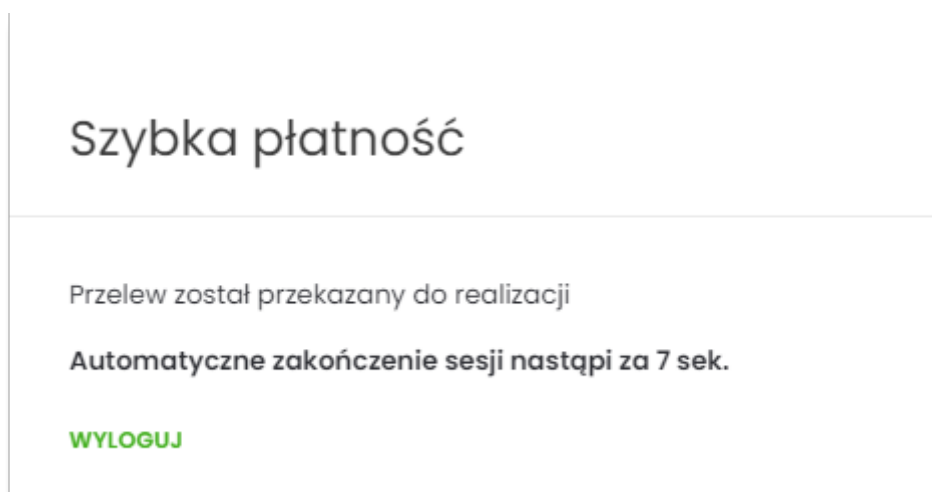 Szybka płatność
Przelew został przekazany do realizacji
Automatyczne zakończenie sesji nastąpi za 7 sek.
WYLOGUJ